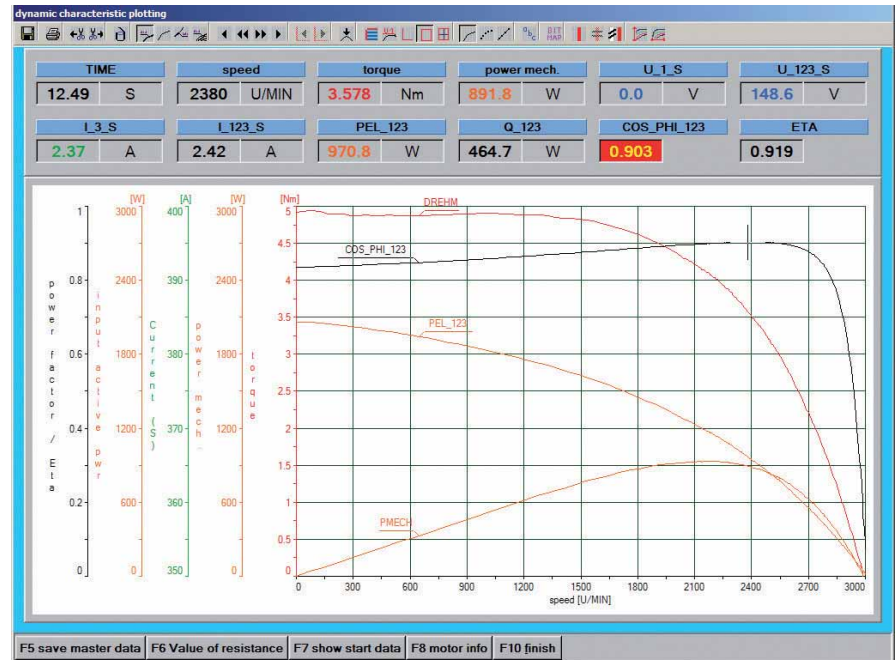 dynamic characteristic plotting
U/I
a b c BIT MAP
TIME speed torque power mech. U_1_S U_123_S
12.49 S 2380 U/MIN 3.578 Nm 891.8 W 0.0 V 148.6 V
I_3_S I_123_S PEL_123 Q_123 COS_PHI_123 ETA
2.37 A 2.42 A 970.8 W 464.7 W 0.903 0.919
[W] [A] [W] [Nm]
1 3000 400 3000 5
4.5
0.8 2400 390 2400 4
3.5
0.6 1800 380 1800 3
2.5
0.4 1200 370 1200 2
1.5
0.2 600 360 600 1
0.5
0 0 350 0 0
power factor / Eta
input active pwr
Current (S)
power mech.
torque
DREHM
COS_PHI_123
PEL_123
PMECH
0 300 600 900 1200 1500 1800 2100 2400 2700 3000
speed [U/MIN]
F5 save master data F6 Value of resistance F7 show start data F8 motor info F10 finish